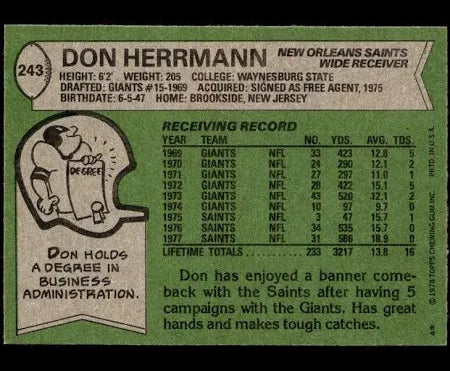 243
DON HERRMANN
NEW ORLEANS SAINTS
WIDE RECEIVER
HEIGHT: 6'2' WEIGHT: 205 COLLEGE: WAYNESBURG STATE
DRAFTED: GIANTS #15-1969 ACQUIRED: SIGNED AS FREE AGENT, 1975
BIRTHDATE: 6-5-47 HOME: BROOKSIDE, NEW JERSEY
DEGREE
DON HOLDS
A DEGREE IN
BUSINESS
ADMINISTRATION.
RECEIVING RECORD
YEAR TEAM NO. YDS. AVG. TDS
1969 GIANTS NFL 33 423 12.8 5
1970 GIANTS NFL 24 290 12.1 2
1971 GIANTS NFL 27 297 11.0 1
1972 GIANTS NFL 28 422 15.1 5
1973 GIANTS NFL 43 520 12.1 2
1974 GIANTS NFL 10 97 9.7 0
1975 SAINTS NFL 3 47 15.7 1
1976 SAINTS NFL 34 535 15.7 0
1977 SAINTS NFL 31 586 18.9 0
LIFETIME TOTALS 233 3217 13.8 16
Don has enjoyed a banner come-
back with the Saints after having 5
campaigns with the Giants. Has great
hands and makes tough catches.
© 1978 TOPPS CHEWING GUM INC. PRTD. IN U.S.A.